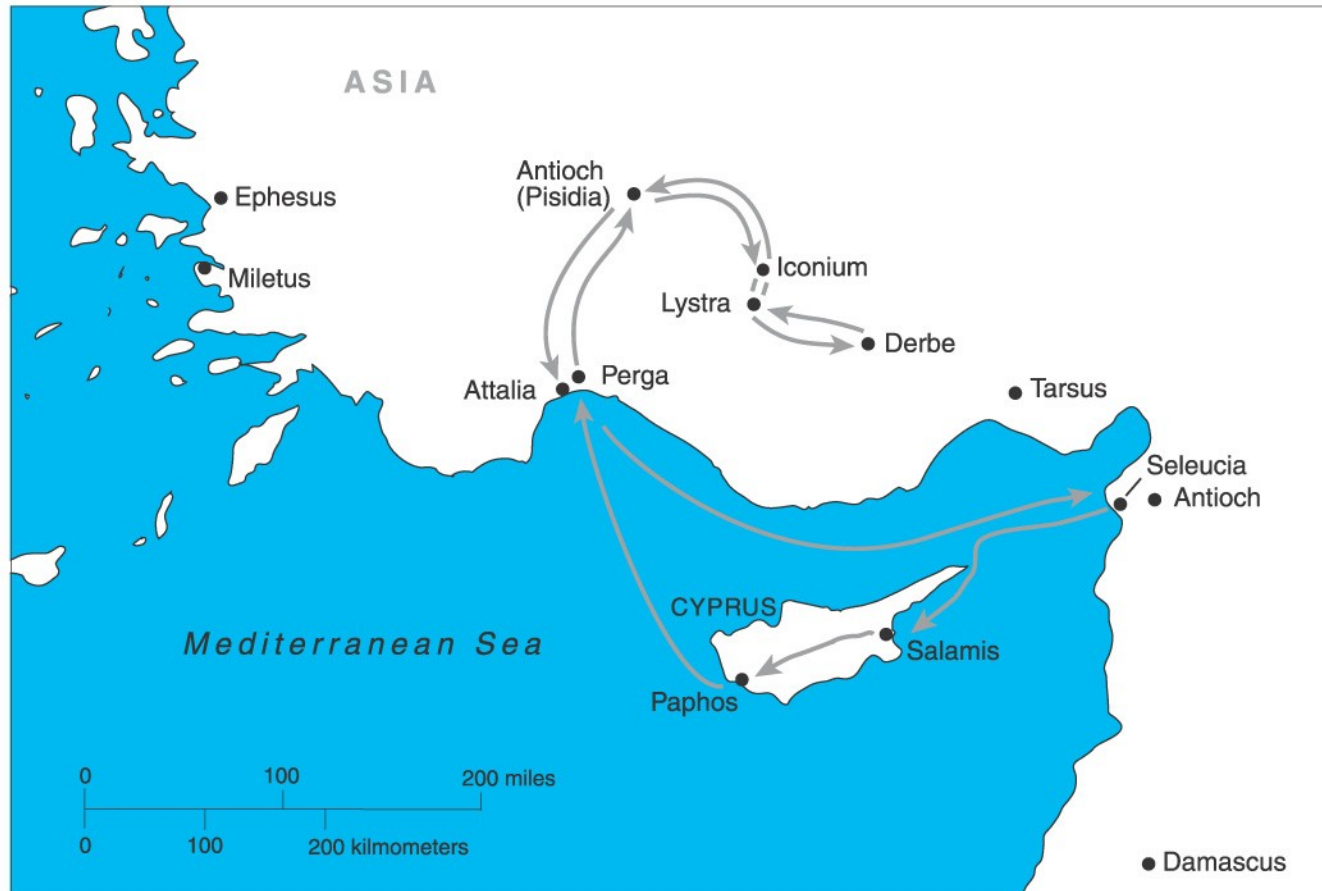 ASIA
Antioch
(Pisidia)
Ephesus
Miletus
Iconium
Lystra
Derbe
Attalia
Perga
Tarsus
Seleucia
Antioch
CYPRUS
Mediterranean Sea
Salamis
Paphos
0 100 200 miles
0 100 200 kilmometers
Damascus